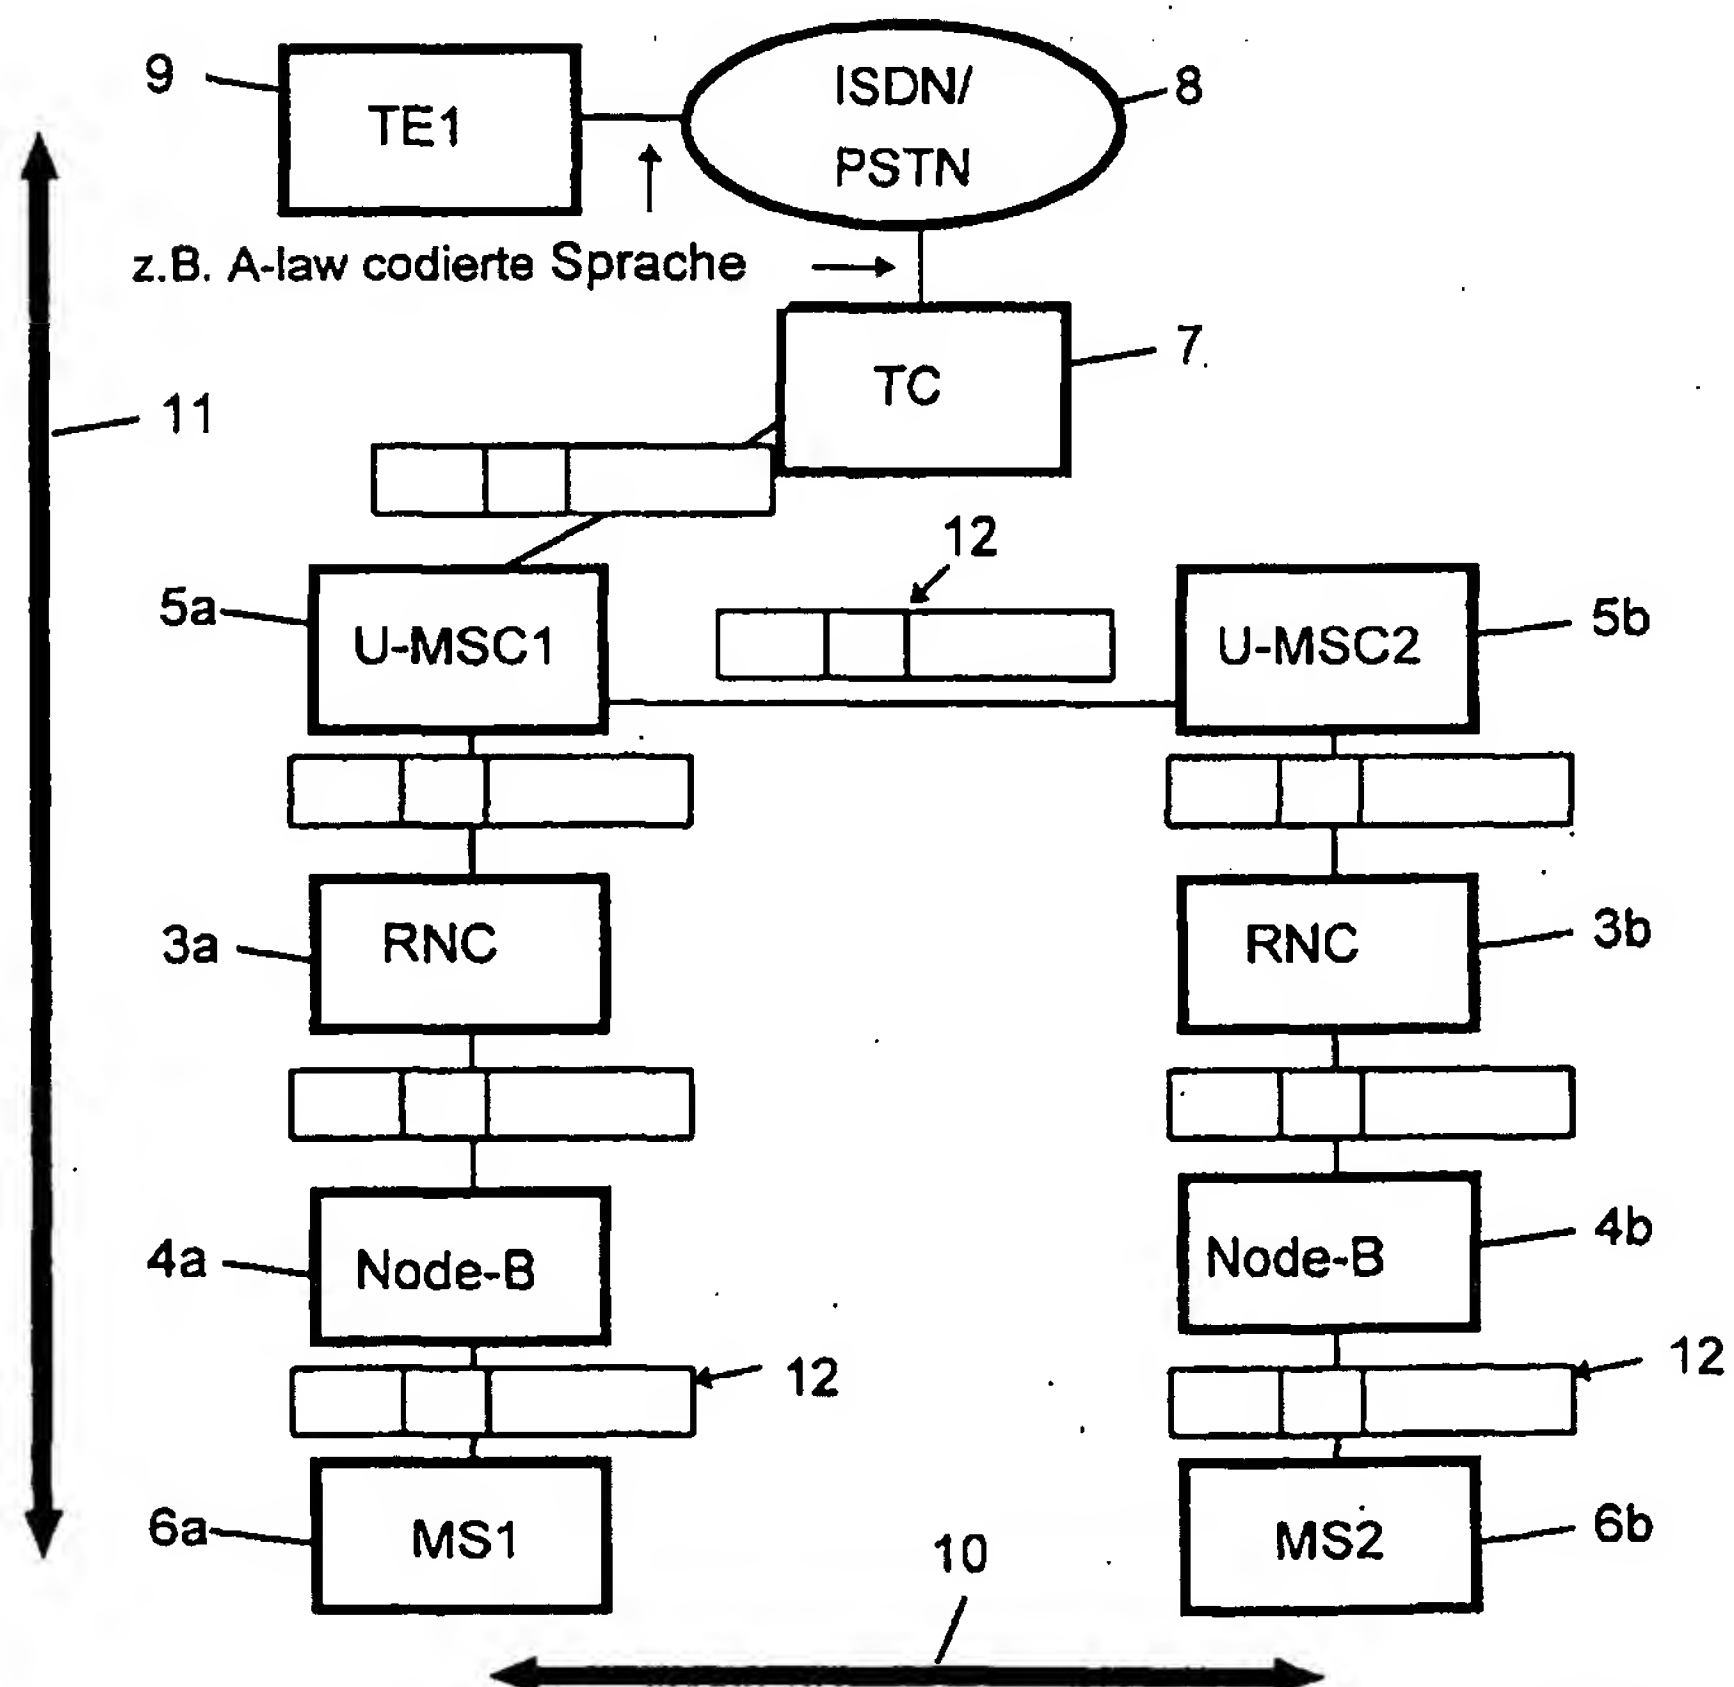 9
TE1
ISDN/
PSTN
8
z.B. A-law codierte Sprache
TC
7
11
12
5a
U-MSC1
U-MSC2
5b
3a
RNC
RNC
3b
4a
Node-B
Node-B
4b
12
12
6a
MS1
MS2
6b
10